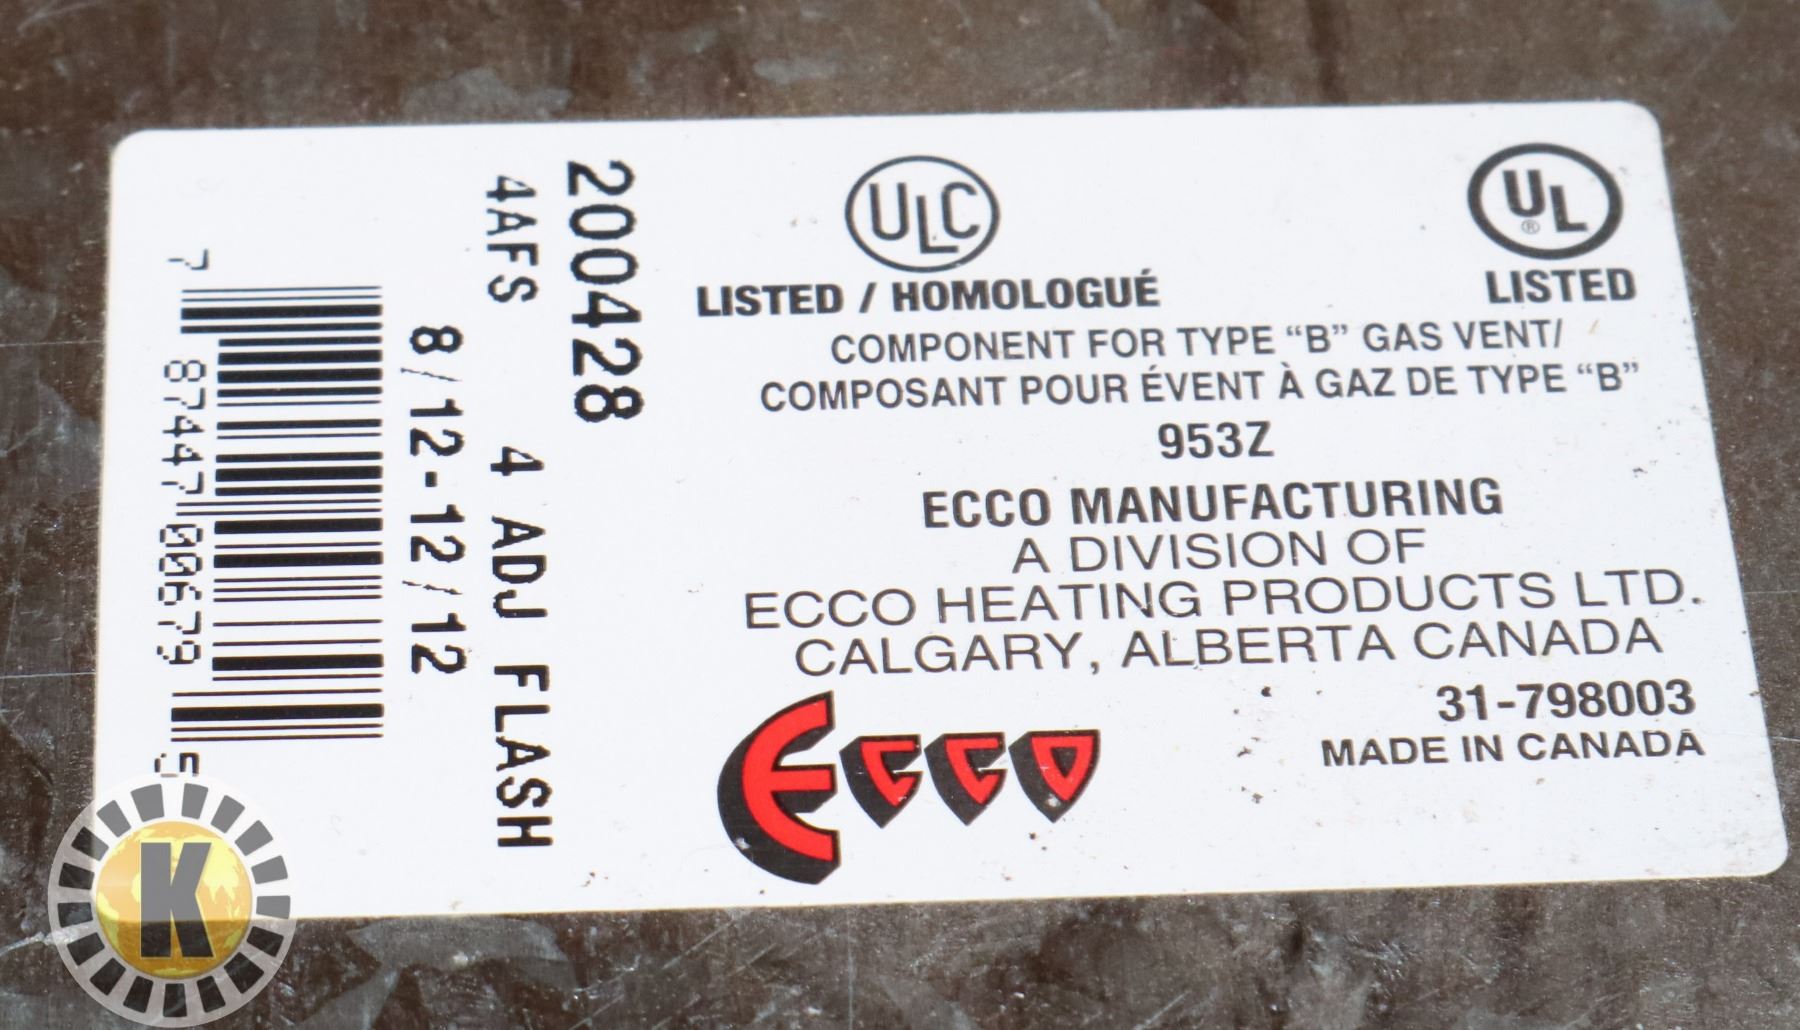 ULC
LISTED / HOMOLOGUÉ
UL®
LISTED
COMPONENT FOR TYPE “B” GAS VENT/
COMPOSANT POUR ÉVENT À GAZ DE TYPE “B”
953Z
ECCO MANUFACTURING
A DIVISION OF
ECCO HEATING PRODUCTS LTD.
CALGARY, ALBERTA CANADA
31-798003
MADE IN CANADA
ECCO
200428
4AFS 4 ADJ FLASH
8/12-12/12
7 87447 00679 5
K